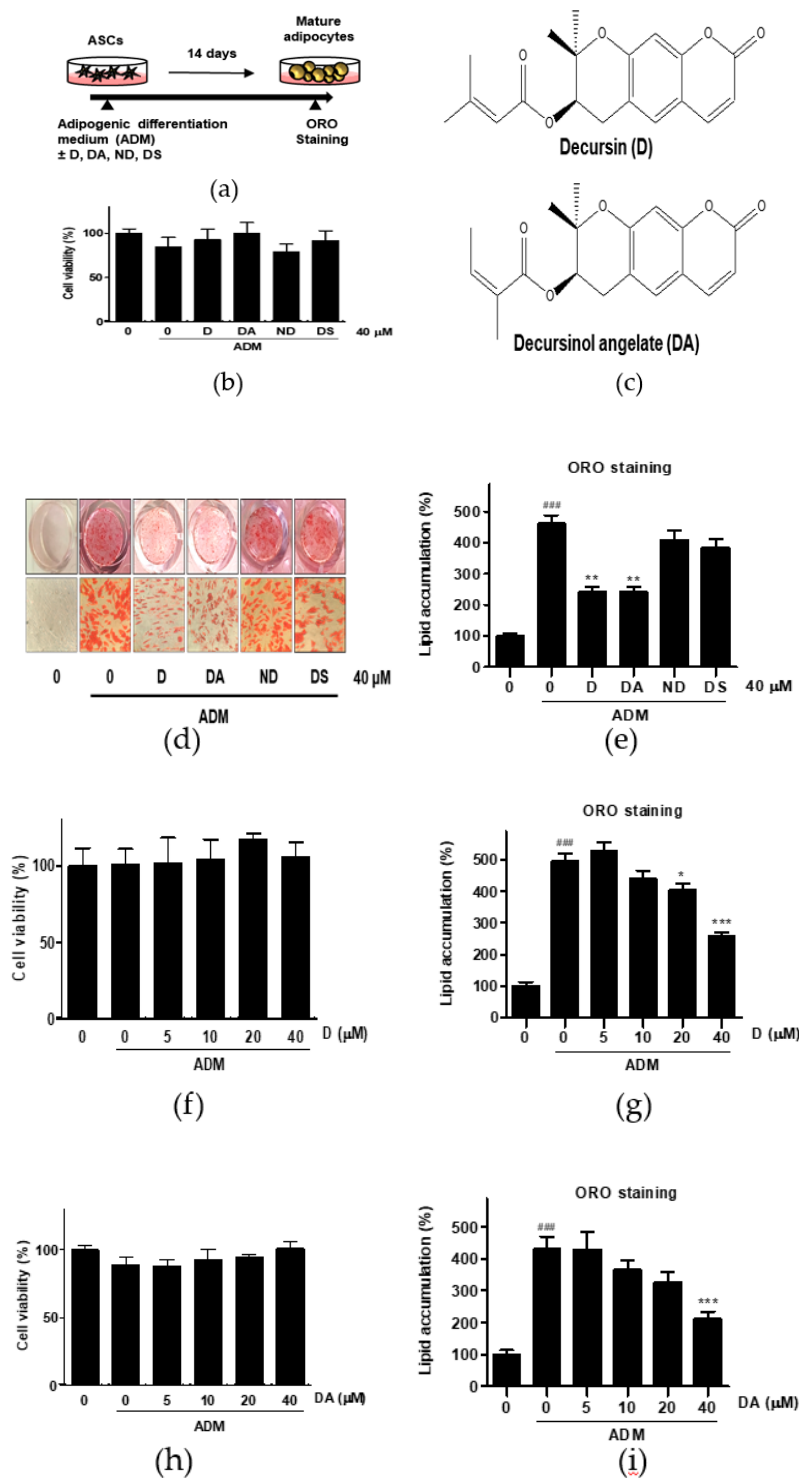 ASCs
14 days
Mature
adipocytes
Adipogenic differentiation
medium (ADM)
± D, DA, ND, DS
ORO
Staining
(a)
O
O
O
O
O
Decursin (D)
O
O
O
O
O
Decursinol angelate (DA)
(c)
Cell viability (%)
100
50
0
0 0 D DA ND DS 40 µM
ADM
(b)
0 0 D DA ND DS 40 µM
ADM
(d)
ORO staining
Lipid accumulation (%)
500
400
300
200
100
0
###
**
**
0 0 D DA ND DS 40 µM
ADM
(e)
Cell viability (%)
100
50
0
0 0 5 10 20 40 D (µM)
ADM
(f)
ORO staining
Lipid accumulation (%)
500
400
300
200
100
0
###
*
***
0 0 5 10 20 40 D (µM)
ADM
(g)
Cell viability (%)
100
50
0
0 0 5 10 20 40 DA (µM)
ADM
(h)
ORO staining
Lipid accumulation (%)
500
400
300
200
100
0
###
***
0 0 5 10 20 40 DA (µM)
ADM
(i)